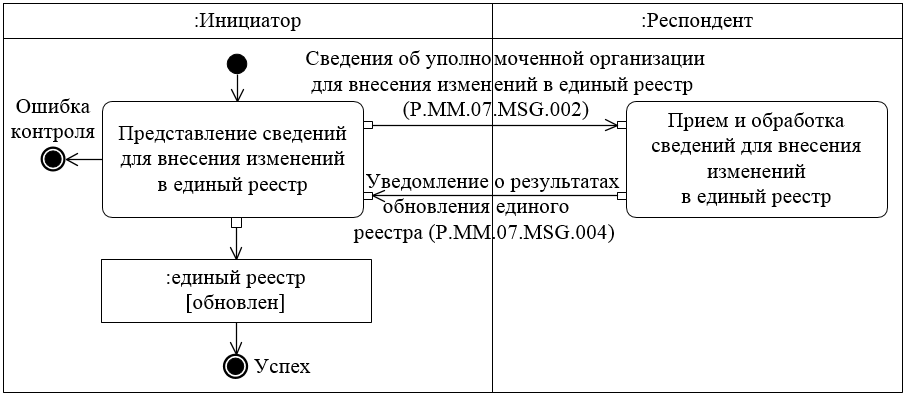 :Инициатор
:Респондент
Сведения об уполномоченной организации
для внесения изменений в единый реестр
(P.MM.07.MSG.002)
Ошибка
контроля
Представление сведений
для внесения изменений
в единый реестр
Прием и обработка
сведений для внесения
изменений
в единый реестр
Уведомление о результатах
обновления единого
реестра (P.MM.07.MSG.004)
:единый реестр
[обновлен]
Успех